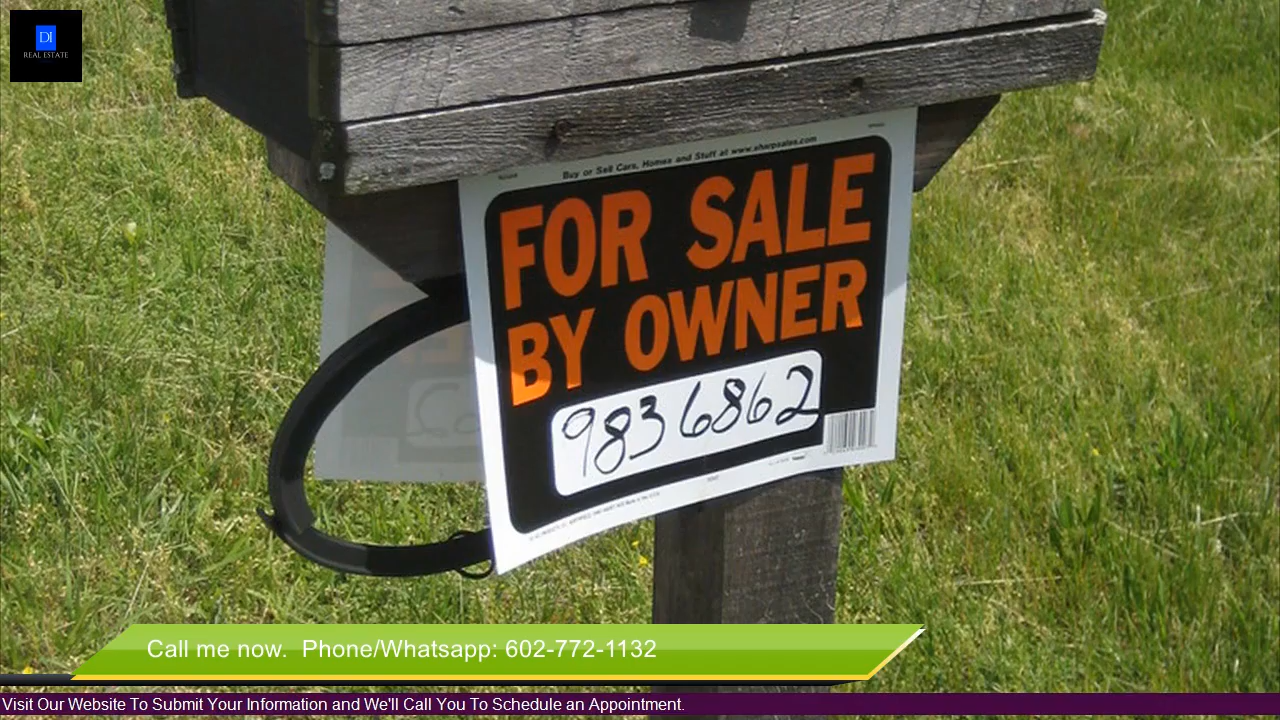 DI
REAL ESTATE
Buy or Sell Cars, Homes and Stuff at www.sharpsales.com
FOR SALE
BY OWNER
9836862
Call me now.  Phone/Whatsapp: 602-772-1132
Visit Our Website To Submit Your Information and We'll Call You To Schedule an Appointment.